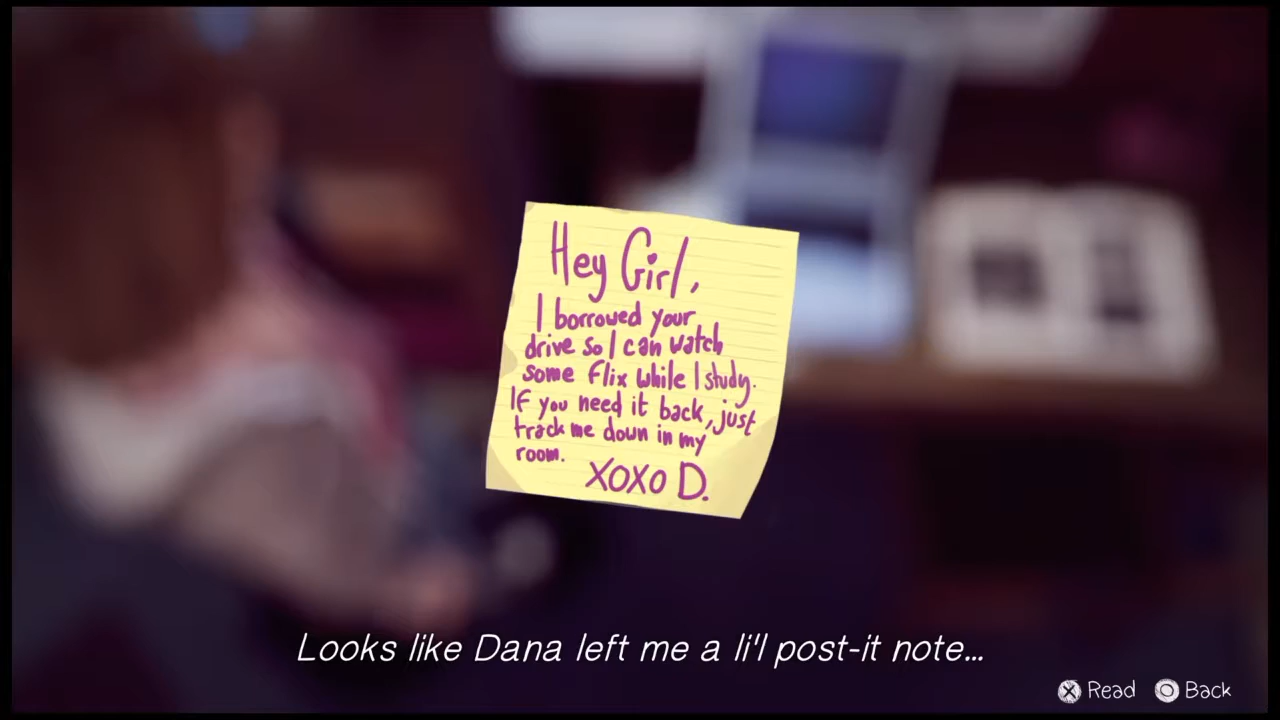 Hey Girl,
I borrowed your
drive so I can watch
some flix while I study.
If you need it back, just
track me down in my
room.
XOXO D.
Looks like Dana left me a li'l post-it note...
Read
Back